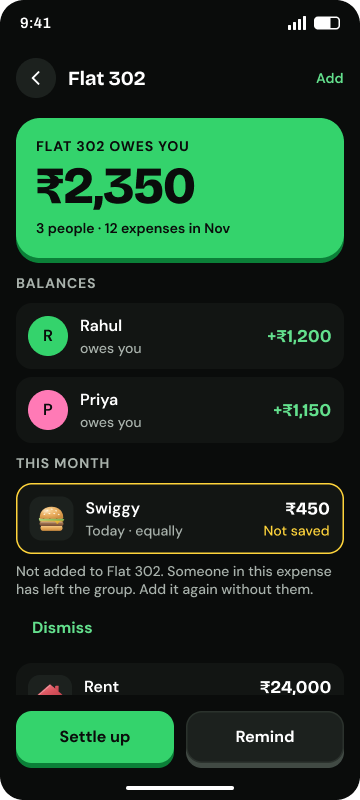 9:41
Flat 302
Add
FLAT 302 OWES YOU
₹2,350
3 people · 12 expenses in Nov
BALANCES
R
Rahul
owes you
+₹1,200
P
Priya
owes you
+₹1,150
THIS MONTH
Swiggy
₹450
Today · equally
Not saved
Not added to Flat 302. Someone in this expense
has left the group. Add it again without them.
Dismiss
Rent
₹24,000
Settle up
Remind